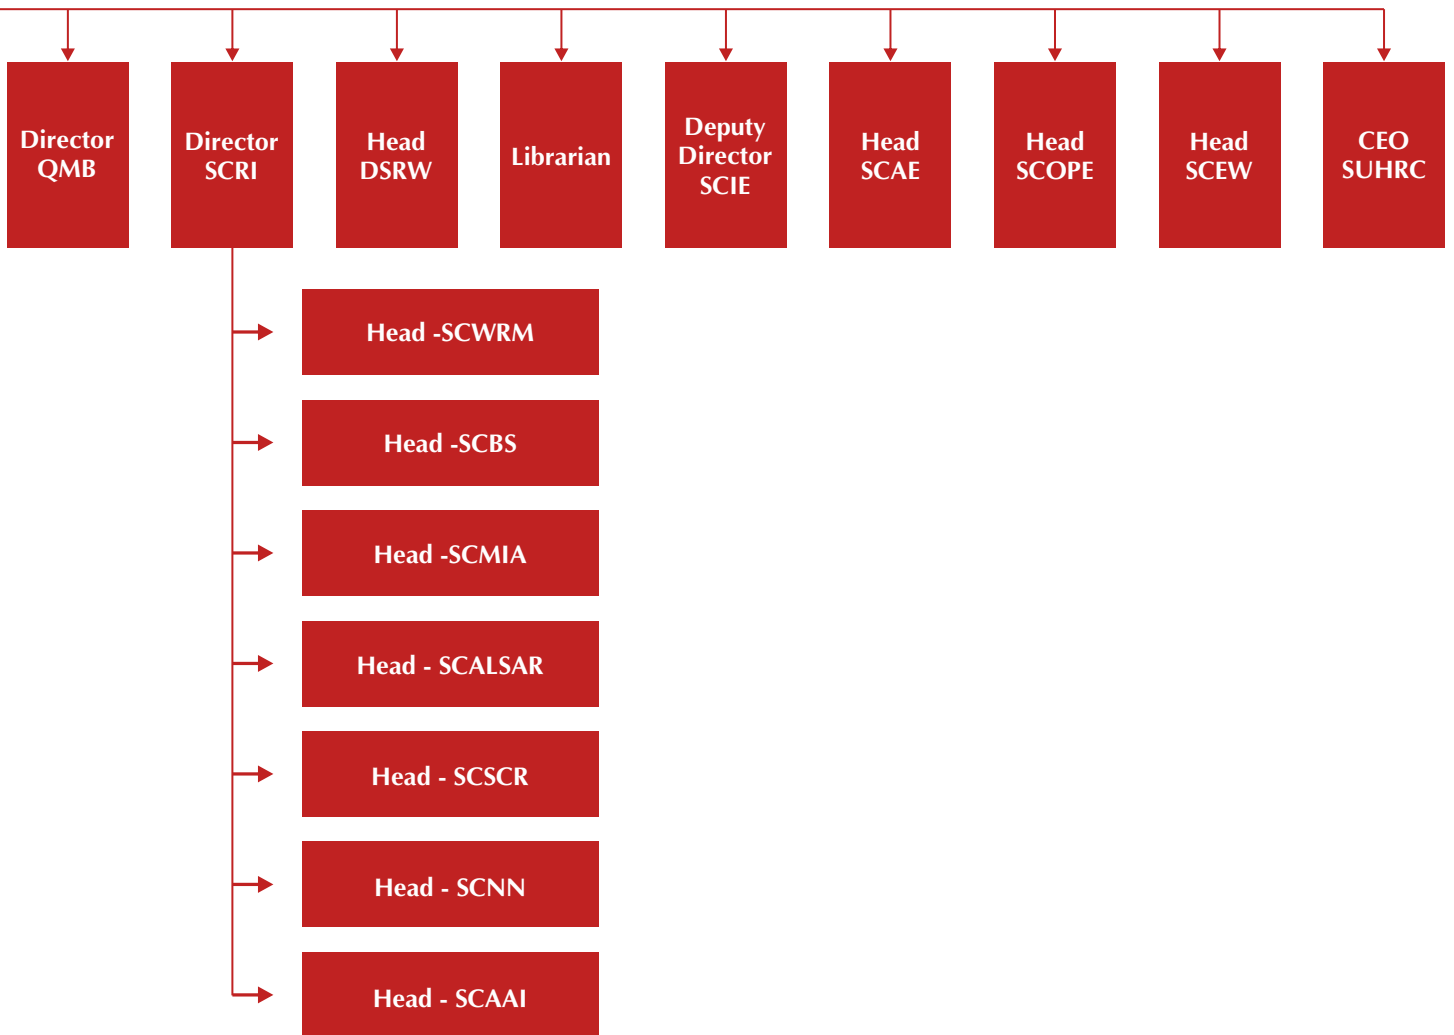 Director
QMB
Director
SCRI
Head
DSRW
Librarian
Deputy
Director
SCIE
Head
SCAE
Head
SCOPE
Head
SCEW
CEO
SUHRC
Head -SCWRM
Head -SCBS
Head -SCMIA
Head - SCALSAR
Head - SCSCR
Head - SCNN
Head - SCAAI